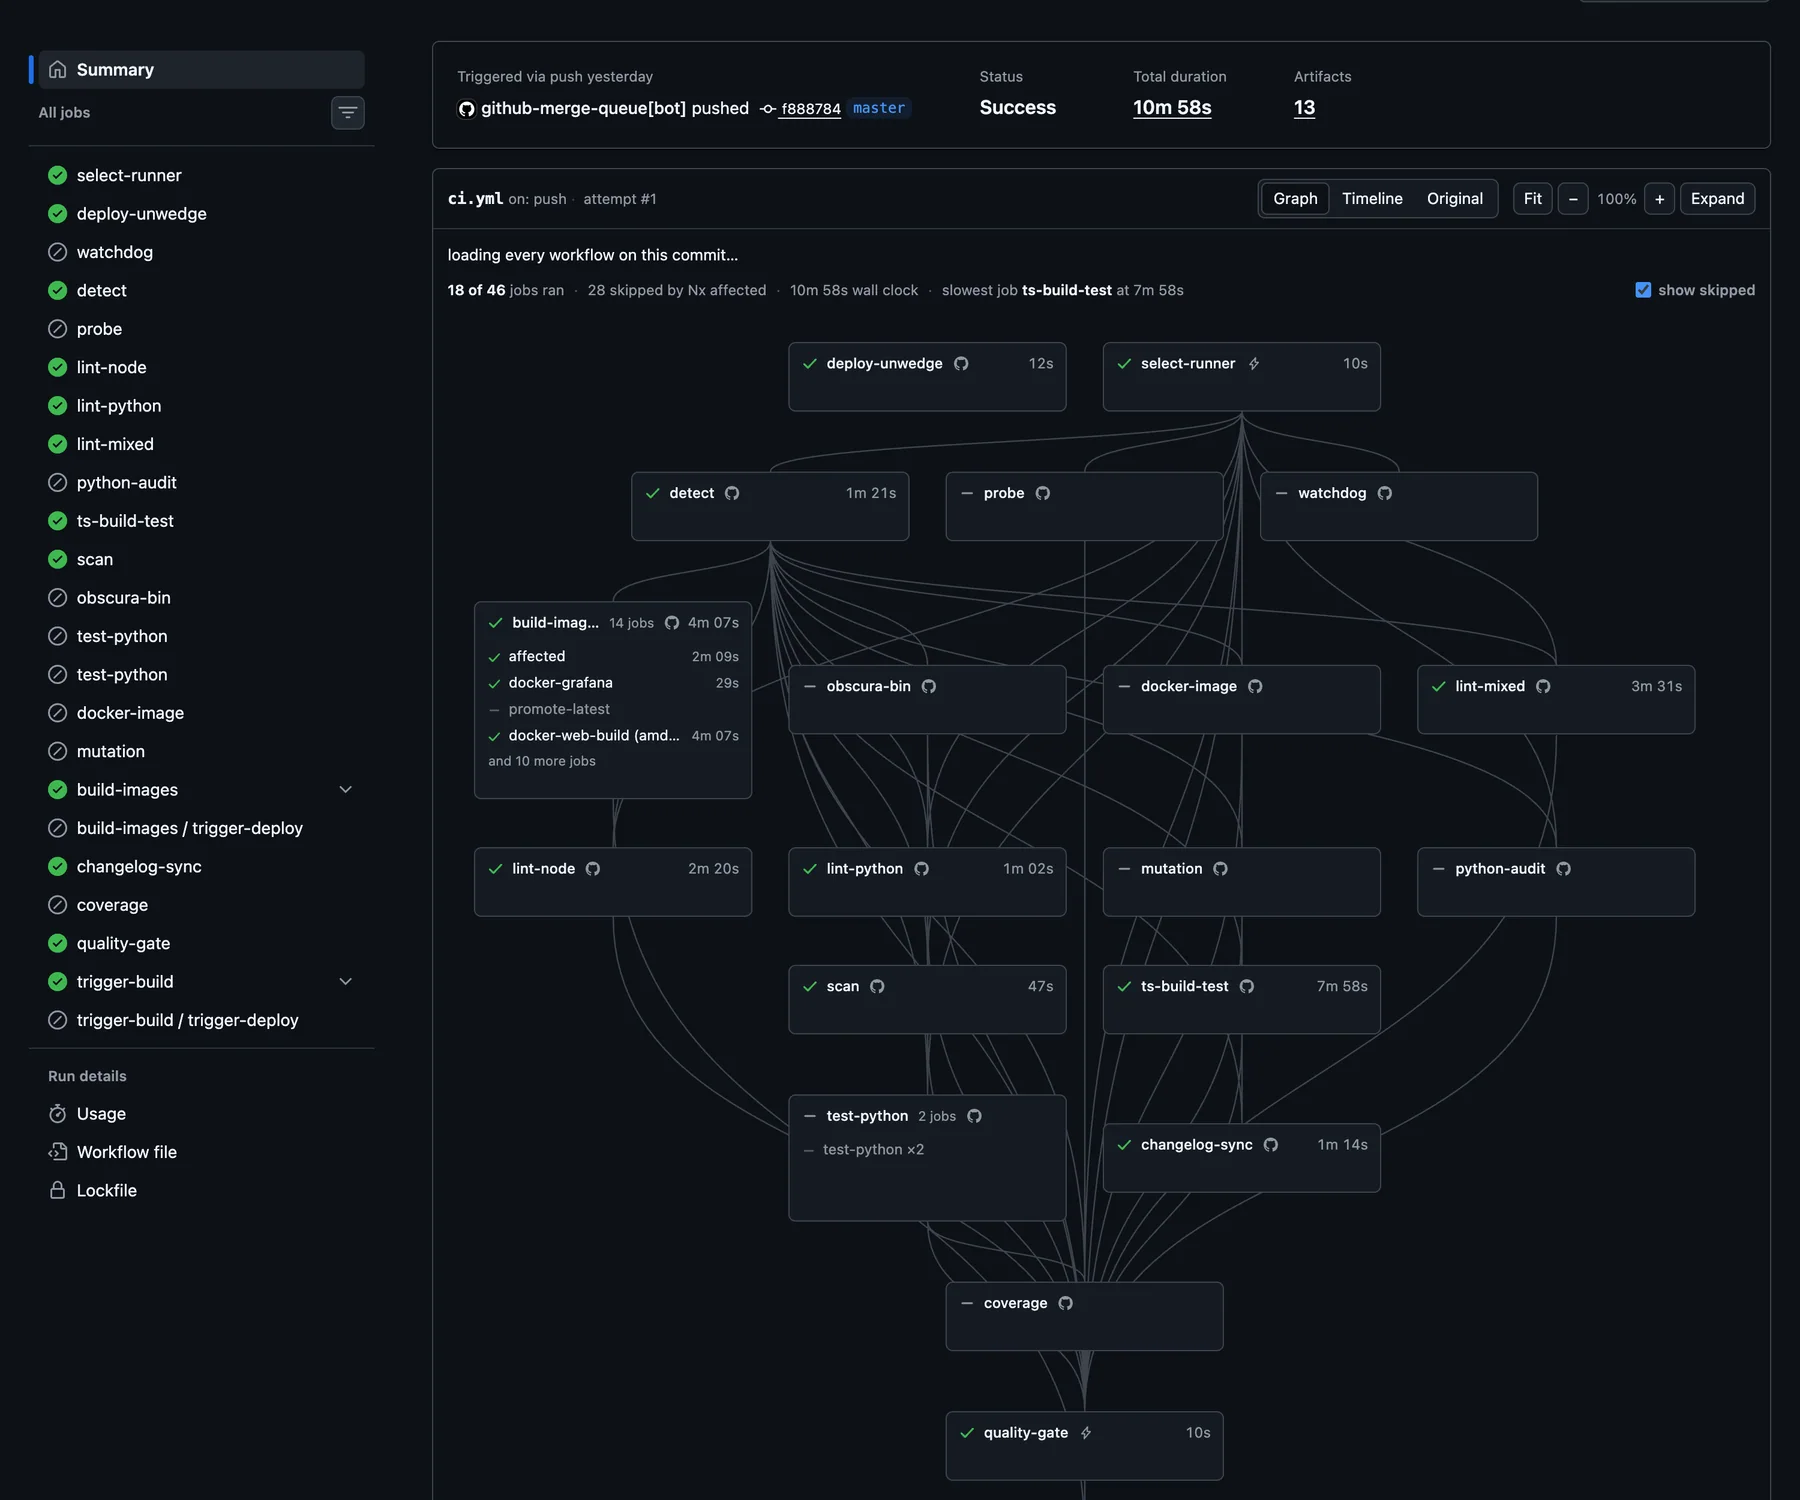 Summary
All jobs
select-runner
deploy-unwedge
watchdog
detect
probe
lint-node
lint-python
lint-mixed
python-audit
ts-build-test
scan
obscura-bin
test-python
test-python
docker-image
mutation
build-images
build-images / trigger-deploy
changelog-sync
coverage
quality-gate
trigger-build
trigger-build / trigger-deploy
Run details
Usage
Workflow file
Lockfile
Triggered via push yesterday
github-merge-queue[bot] pushed f888784 master
Status
Success
Total duration
10m 58s
Artifacts
13
ci.yml on: push · attempt #1
Graph Timeline Original Fit − 100% + Expand
loading every workflow on this commit...
18 of 46 jobs ran · 28 skipped by Nx affected · 10m 58s wall clock · slowest job ts-build-test at 7m 58s
show skipped
deploy-unwedge 12s
select-runner 10s
detect 1m 21s
probe
watchdog
build-imag... 14 jobs 4m 07s
affected 2m 09s
docker-grafana 29s
promote-latest
docker-web-build (amd... 4m 07s
and 10 more jobs
obscura-bin
docker-image
lint-mixed 3m 31s
lint-node 2m 20s
lint-python 1m 02s
mutation
python-audit
scan 47s
ts-build-test 7m 58s
test-python 2 jobs
test-python ×2
changelog-sync 1m 14s
coverage
quality-gate 10s